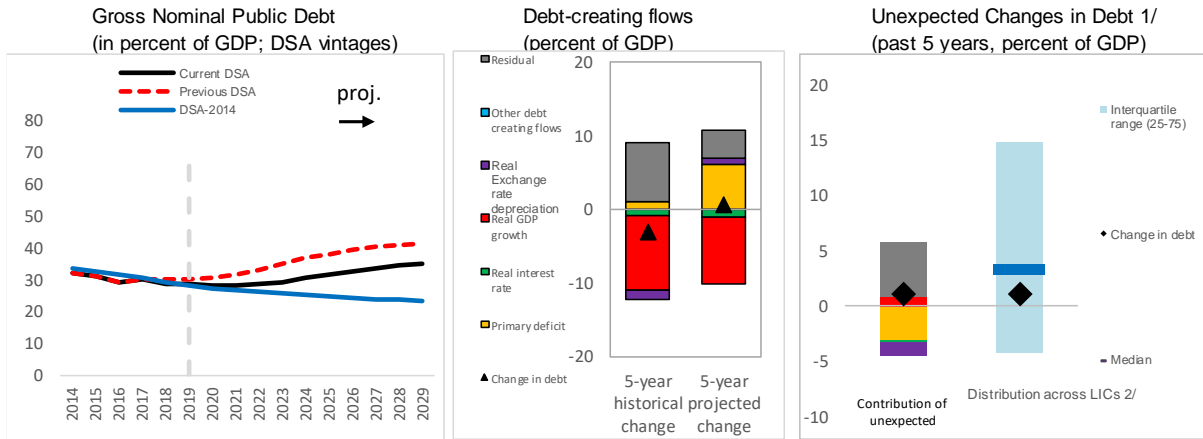 Gross Nominal Public Debt
(in percent of GDP; DSA vintages)
Current DSA
Previous DSA
DSA-2014
proj.
80
70
60
50
40
30
20
10
0
2014
2015
2016
2017
2018
2019
2020
2021
2022
2023
2024
2025
2026
2027
2028
2029
Debt-creating flows
(percent of GDP)
Residual
Other debt
creating flows
Real
Exchange
rate
depreciation
Real GDP
growth
Real interest
rate
Primary deficit
Change in debt
20
10
0
-10
-20
5-year
historical
change
5-year
projected
change
Unexpected Changes in Debt 1/
(past 5 years, percent of GDP)
20
15
10
5
0
-5
-10
Interquartile
range (25-75)
Change in debt
Median
Contribution of
unexpected
Distribution across LICs 2/